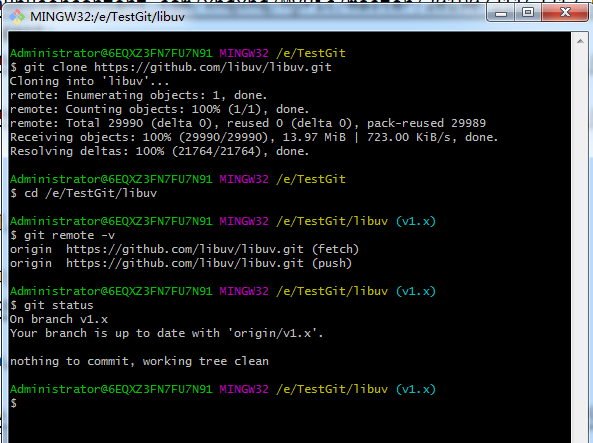 MINGW32:/e/TestGit/libuv
Administrator@6EQXZ3FN7FU7N91 MINGW32 /e/TestGit
$ git clone https://github.com/libuv/libuv.git
Cloning into 'libuv'...
remote: Enumerating objects: 1, done.
remote: Counting objects: 100% (1/1), done.
remote: Total 29990 (delta 0), reused 0 (delta 0), pack-reused 29989
Receiving objects: 100% (29990/29990), 13.97 MiB | 723.00 KiB/s, done.
Resolving deltas: 100% (21764/21764), done.
Administrator@6EQXZ3FN7FU7N91 MINGW32 /e/TestGit
$ cd /e/TestGit/libuv
Administrator@6EQXZ3FN7FU7N91 MINGW32 /e/TestGit/libuv (v1.x)
$ git remote -v
origin  https://github.com/libuv/libuv.git (fetch)
origin  https://github.com/libuv/libuv.git (push)
Administrator@6EQXZ3FN7FU7N91 MINGW32 /e/TestGit/libuv (v1.x)
$ git status
On branch v1.x
Your branch is up to date with 'origin/v1.x'.
nothing to commit, working tree clean
Administrator@6EQXZ3FN7FU7N91 MINGW32 /e/TestGit/libuv (v1.x)
$